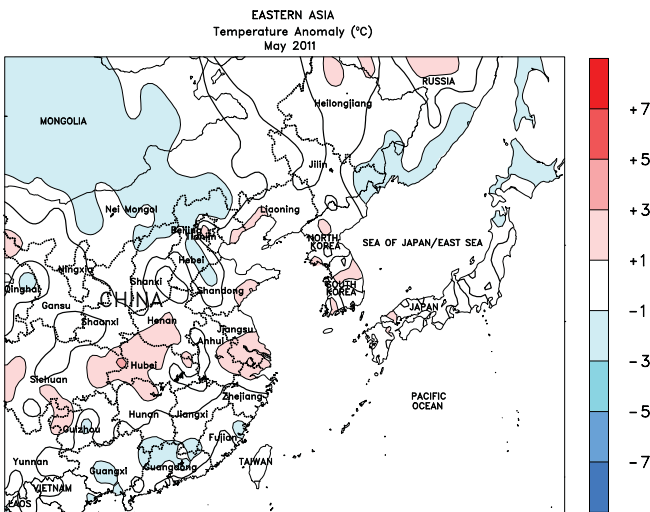 EASTERN ASIA
Temperature Anomaly (°C)
May 2011
RUSSIA
Heilongjiang
+7
MONGOLIA
+5
Jilin
Nei Mongol
Liaoning
+3
Beijing
Tianjin
NORTH
KOREA
SEA OF JAPAN/EAST SEA
Hebei
+1
Ningxia
Shanxi
Qinghai
Shandong
SOUTH
KOREA
CHINA
Gansu
JAPAN
-1
Shaanxi
Henan
Jiangsu
Anhui
Hubei
-3
Sichuan
Zhejiang
PACIFIC
OCEAN
Hunan
Jiangxi
-5
Guizhou
Fujian
Yunnan
Guangxi
Guangdong
TAIWAN
-7
VIETNAM
LAOS